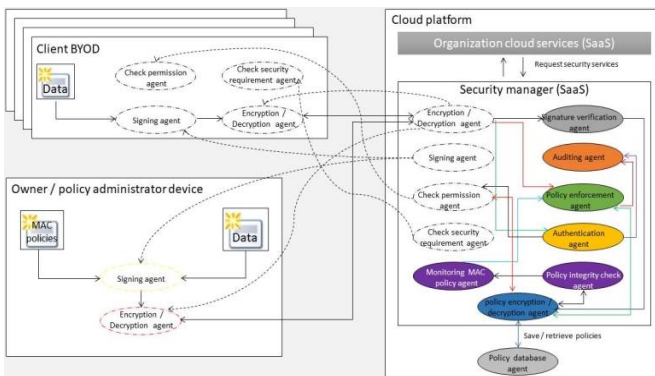 Client BYOD
Data
Check permission
agent
Check security
requirement agent
Signing agent
Encryption /
Decryption agent
Owner / policy administrator device
MAC
policies
Data
Signing agent
Encryption /
Decryption agent
Cloud platform
Organization cloud services (SaaS)
Request security services
Security manager (SaaS)
Encryption /
Decryption agent
Signature verification
agent
Signing agent
Auditing agent
Check permission
agent
Policy enforcement
agent
Check security
requirement agent
Authentication
agent
Monitoring MAC
policy agent
Policy integrity check
agent
policy encryption /
decryption agent
Save / retrieve policies
Policy database
agent